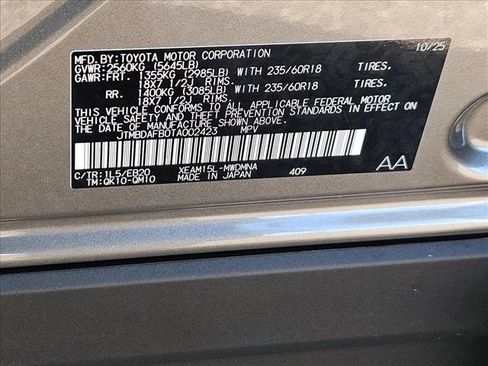 MFD.BY:TOYOTA MOTOR CORPORATION 10/25
GVWR:2560KG (5645LB)
GAWR:FRT. 1355KG (2985LB) WITH 235/60R18 TIRES.
18X7 1/2J RIMS.
RR. 1400KG (3085LB) WITH 235/60R18 TIRES.
18X7 1/2J RIMS.
THIS VEHICLE CONFORMS TO ALL APPLICABLE FEDERAL MOTOR
VEHICLE SAFETY AND THEFT PREVENTION STANDARDS IN EFFECT
ON THE DATE OF MANUFACTURE SHOWN ABOVE.
JTMBDAFB0TA002423 MPV
C/TR:1L5/EB20 XEAM15L-MWDMNA AA
TM:QKT0-QM10 MADE IN JAPAN 409